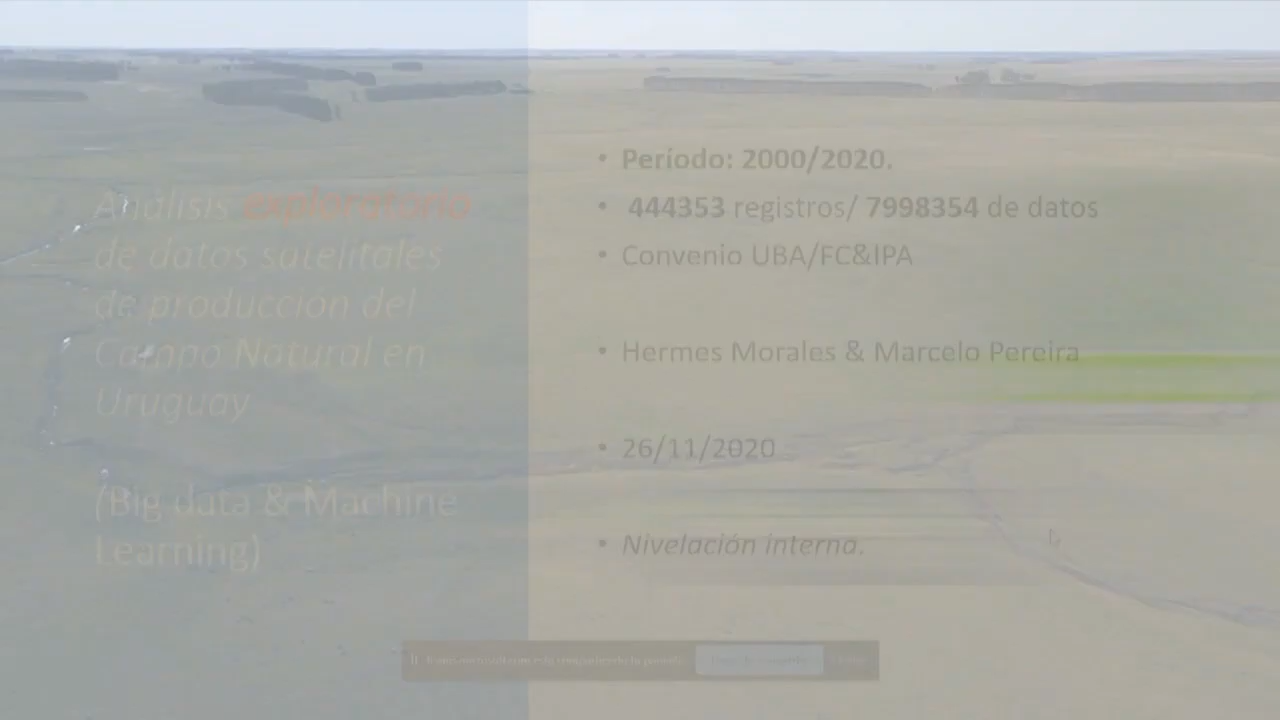 Análisis exploratorio
de datos satelitales
de producción del
Campo Natural en
Uruguay
(Big data & Machine
Learning)
• Período: 2000/2020.
• 444353 registros/ 7998354 de datos
• Convenio UBA/FC&IPA
• Hermes Morales & Marcelo Pereira
• 26/11/2020
• Nivelación interna.